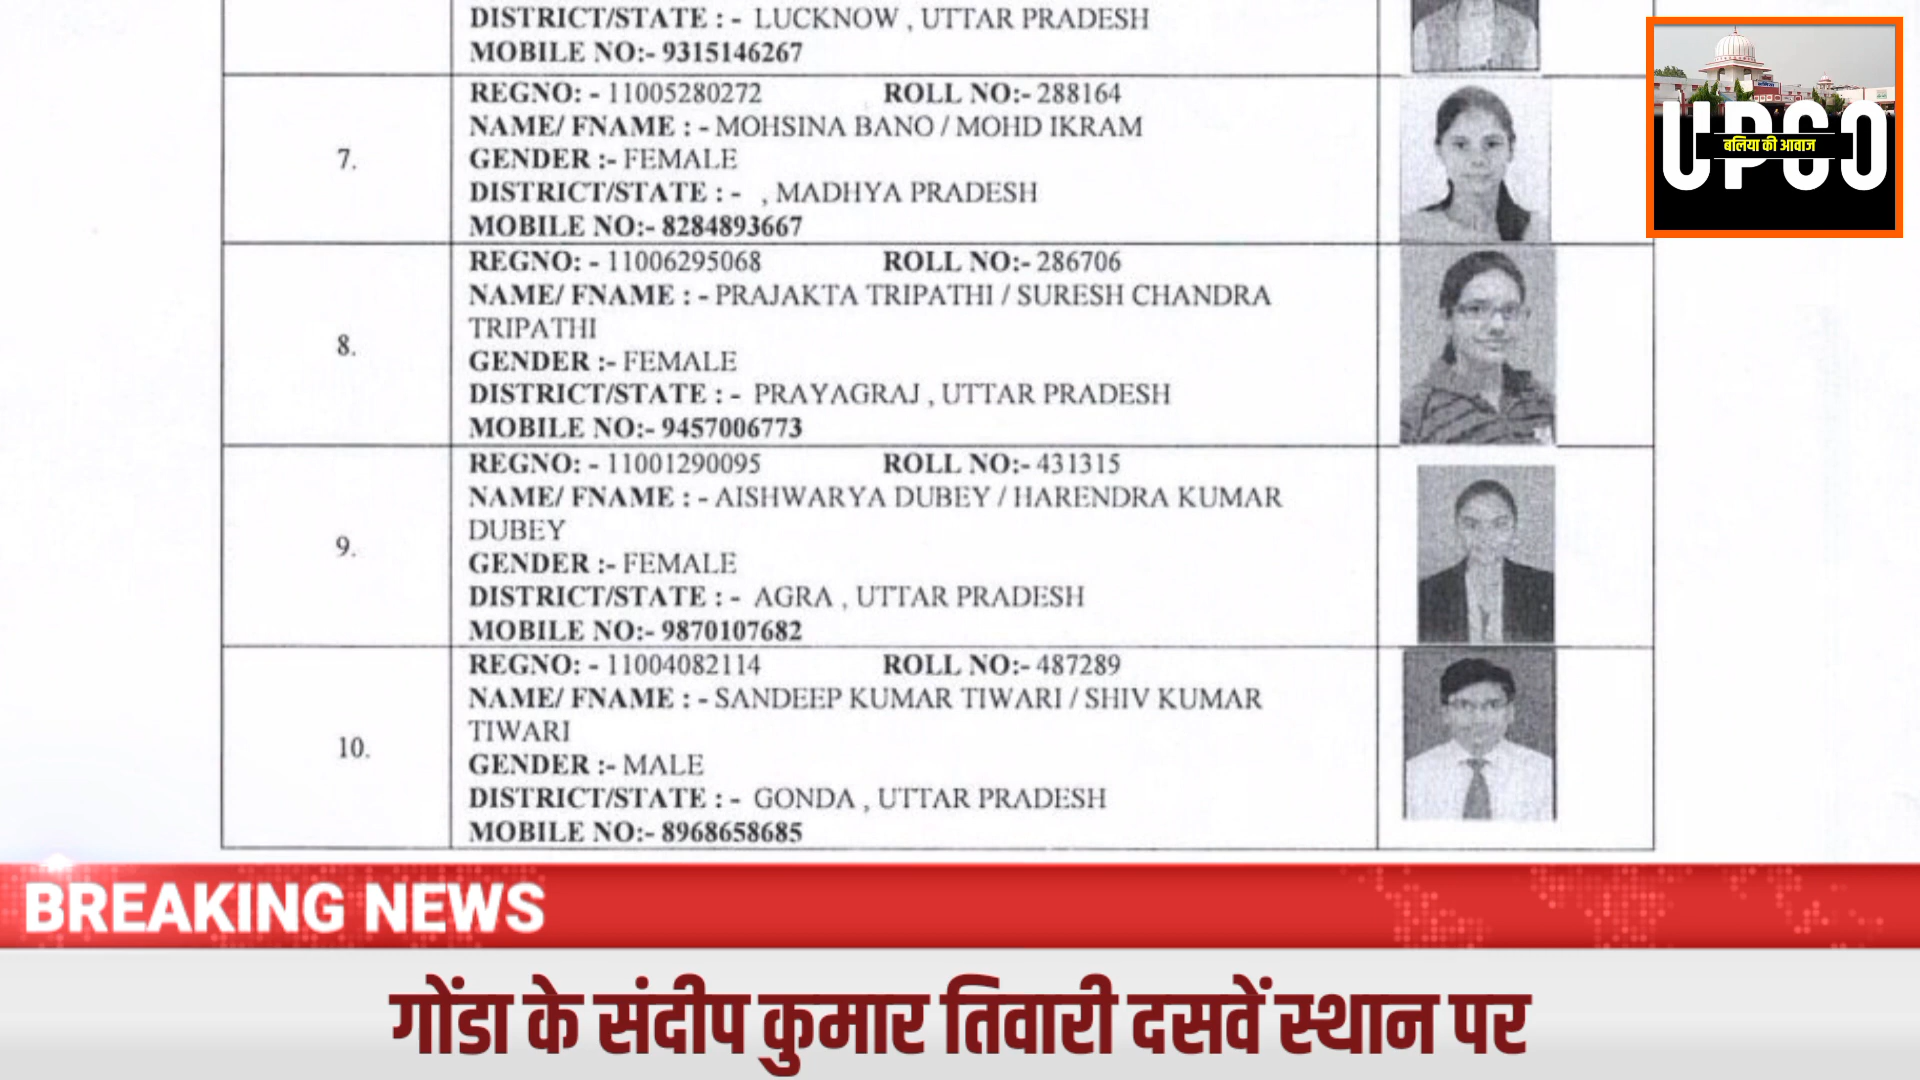 DISTRICT/STATE : - LUCKNOW , UTTAR PRADESH
MOBILE NO:- 9315146267
7.
REGNO: - 11005280272 ROLL NO:- 288164
NAME/ FNAME : - MOHSINA BANO / MOHD IKRAM
GENDER :- FEMALE
DISTRICT/STATE : - , MADHYA PRADESH
MOBILE NO:- 8284893667
8.
REGNO: - 11006295068 ROLL NO:- 286706
NAME/ FNAME : - PRAJAKTA TRIPATHI / SURESH CHANDRA
TRIPATHI
GENDER :- FEMALE
DISTRICT/STATE : - PRAYAGRAJ , UTTAR PRADESH
MOBILE NO:- 9457006773
9.
REGNO: - 11001290095 ROLL NO:- 431315
NAME/ FNAME : - AISHWARYA DUBEY / HARENDRA KUMAR
DUBEY
GENDER :- FEMALE
DISTRICT/STATE : - AGRA , UTTAR PRADESH
MOBILE NO:- 9870107682
10.
REGNO: - 11004082114 ROLL NO:- 487289
NAME/ FNAME : - SANDEEP KUMAR TIWARI / SHIV KUMAR
TIWARI
GENDER :- MALE
DISTRICT/STATE : - GONDA , UTTAR PRADESH
MOBILE NO:- 8968658685
UP60
बलिया की आवाज
BREAKING NEWS
गोंडा के संदीप कुमार तिवारी दसवें स्थान पर